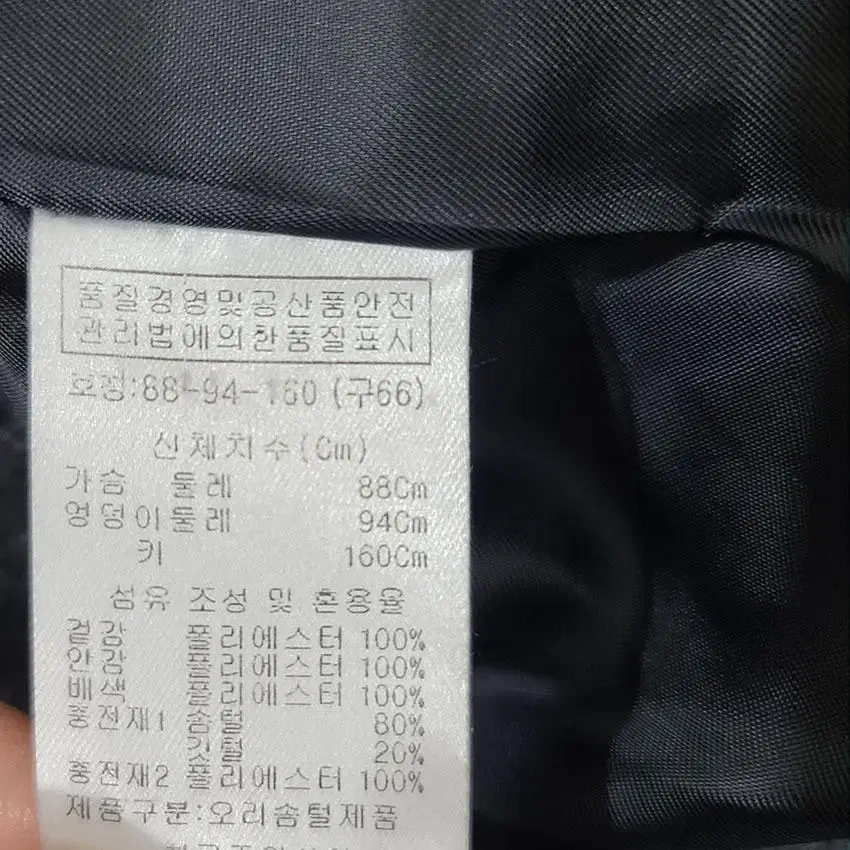 품질경영및공산품안전
관리법에의한품질표시
호칭:88-94-160 (구66)
신체치수(Cm)
가슴 둘레 88Cm
엉덩이둘레 94Cm
키 160Cm
섬유 조성 및 혼용율
겉감 폴리에스터 100%
안감 폴리에스터 100%
배색 폴리에스터 100%
충전재1 솜털 80%
깃털 20%
충전재2 폴리에스터 100%
제품구분:오리솜털제품